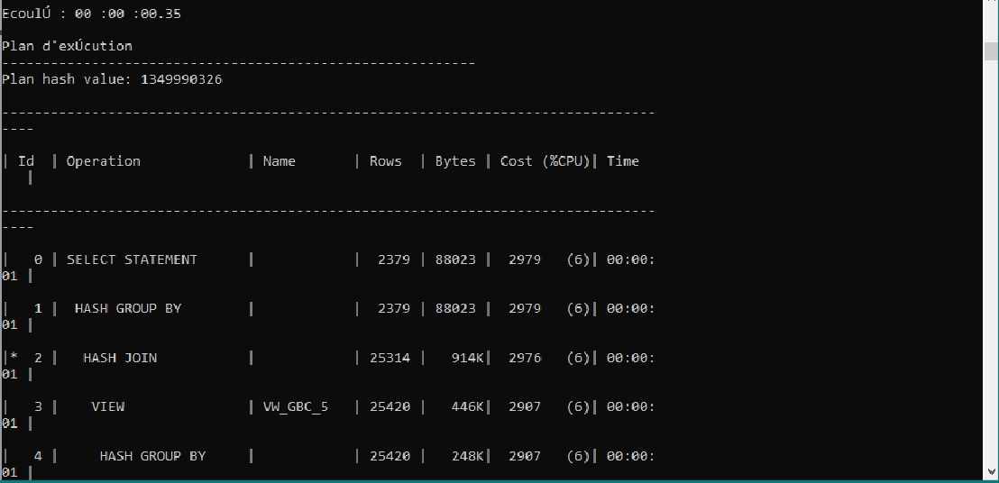 EcoulÚ : 00 :00 :00.35
Plan d'exÚcution
----------------------------------------------------------
Plan hash value: 1349990326
--------------------------------------------------------------------------------
----
| Id  | Operation             | Name      | Rows  | Bytes | Cost (%CPU)| Time
   |
--------------------------------------------------------------------------------
----
|   0 | SELECT STATEMENT      |           |  2379 | 88023 |  2979   (6)| 00:00:
01 |
|   1 |  HASH GROUP BY        |           |  2379 | 88023 |  2979   (6)| 00:00:
01 |
|*  2 |   HASH JOIN           |           | 25314 |   914K|  2976   (6)| 00:00:
01 |
|   3 |    VIEW               | VW_GBC_5  | 25420 |   446K|  2907   (6)| 00:00:
01 |
|   4 |     HASH GROUP BY     |           | 25420 |   248K|  2907   (6)| 00:00:
01 |